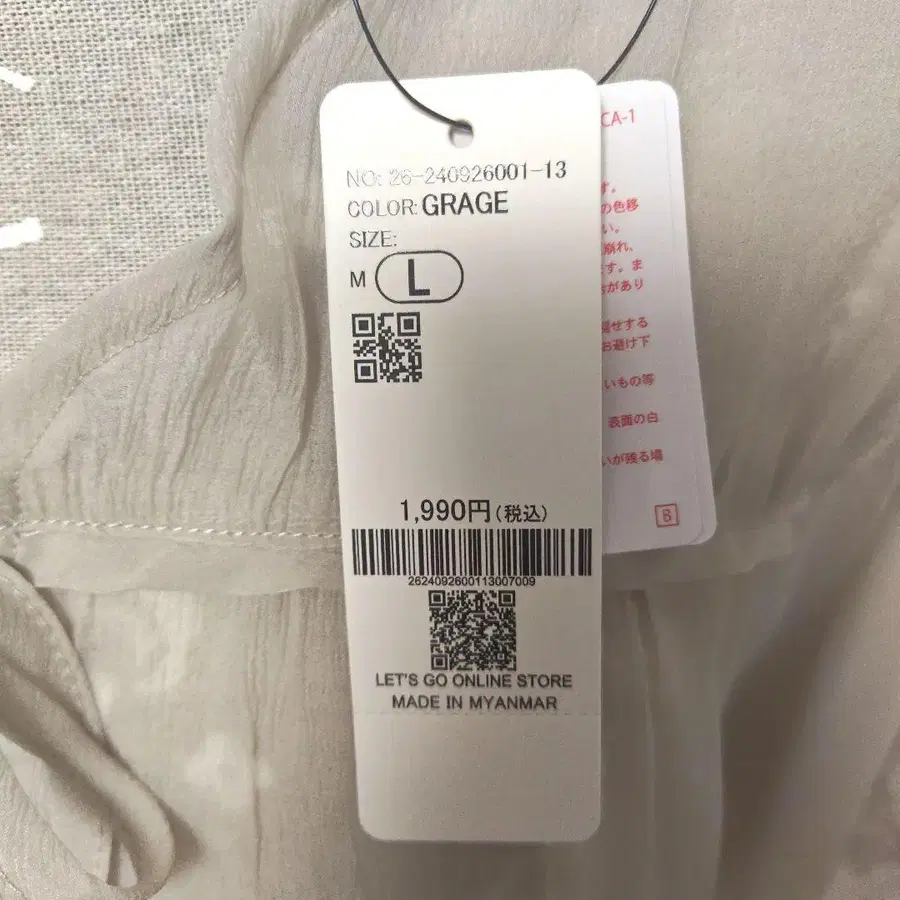 NO: 26-240926001-13
COLOR: GRAGE
SIZE:
M L
1,990円(税込)
2624092600113007009
LET'S GO ONLINE STORE
MADE IN MYANMAR
CA-1
す。
の色移
い。
崩れ、
す。ま
があり
せする
お避け下
いもの等
表面の白
いが残る場
B